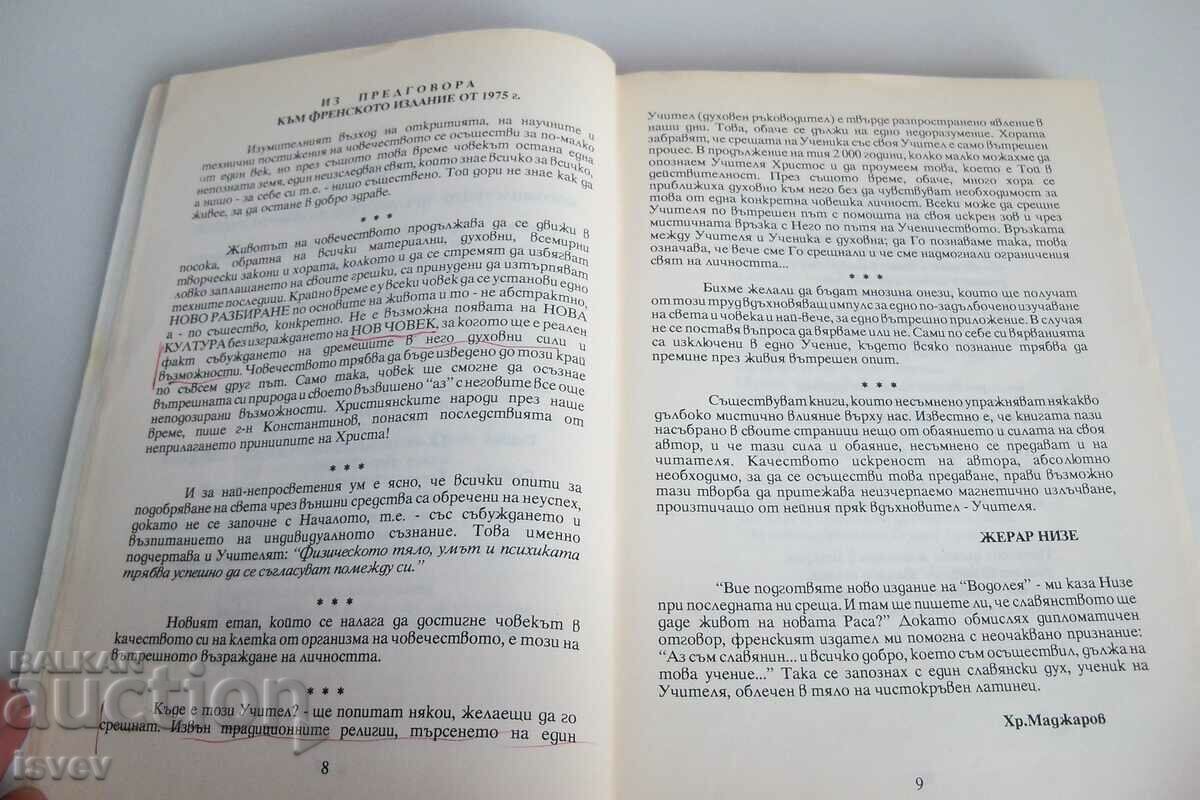 ИЗ ПРЕДГОВОРА
КЪМ ФРЕНСКОТО ИЗДАНИЕ ОТ 1975 г.
Изумителният възход на откритията, на научните и
технични постижения на човечеството се осъществи за по-малко
от един век, но през същото това време човекът остана една
непозната земя, един неизследван свят, който знае всичко за всичко,
а нищо - за себе си т.е. - нищо съществено. Той дори не знае как да
живее, за да остане в добро здраве.
* * *
Животът на човечеството продължава да се движи в
посока, обратна на всички материални, духовни, всемирни
творчески закони и хората, колкото и да се стремят да избягват
ловко заплащането на своите грешки, са принудени да изтърпяват
техните последици. Крайно време е у всеки човек да се установи едно
НОВО РАЗБИРАНЕ по основните на живота и то - не абстрактно,
а - по същество, конкретно. Не е възможна появата на НОВА
КУЛТУРА без изграждането на НОВ ЧОВЕК, за когото ще е реален
факт събуждането на дремещите в него духовни сили и
възможности. Човечеството трябва да бъде изведено до този край
по съвсем друг път. Само така, човек ще смогне да осъзнае
вътрешната си природа и своето възвишено "аз" с неговите все още
неподозирани възможности. Християнските народи през наше
време, пише г-н Константинов, понасят последствията от
неприлагането принципите на Христа!
* * *
И за най-непросветения ум е ясно, че всички опити за
подобряване на света чрез външни средства са обречени на неуспех,
докато не се започне с Началото, т.е. - със събуждането и
възпитанието на индивидуалното съзнание. Това именно
подчертава и Учителят: "Физическото тяло, умът и психиката
трябва успешно да се съгласуват помежду си."
* * *
Новият етап, който се налага да достигне човекът в
качеството си на клетка от организма на човечеството, е този на
вътрешното възраждане на личността.
* * *
Къде е този Учител? - ще попитат някои, желаещи да го
срещнат. Извън традиционните религии, търсенето на един
8
Учител (духовен ръководител) е твърде разпространено явление в
наши дни. Това, обаче се дължи на едно недоразумение. Хората
забравят, че срещата на Ученика със своя Учител е само вътрешен
процес. В продължение на тия 2 000 години, колко малко можахме да
опознаем Учителя Христос и да проумеем това, което е Той в
действителност. През същото време, обаче, много хора се
приближиха духовно към него без да чувствуват необходимост за
това от една конкретна човешка личност. Всеки може да срещне
Учителя по вътрешен път с помощта на своя искрен зов и чрез
мистичната връзка с Него по пътя на Ученичеството. Връзката
между Учителя и Ученика е духовна; да Го познаваме така, това
означава, че вече сме Го срещнали и че сме надмогнали ограничения
свят на личността...
* * *
Бихме желали да бъдат мнозина онези, които ще получат
от този труд вдъхновяващ импулс за едно по-задълбочено изучаване
на света и човека и най-вече, за едно вътрешно приложение. В случая
не се поставя въпроса да вярваме или не. Сами по себе си вярванията
са изключени в едно Учение, където всяко познание трябва да
премине през живия вътрешен опит.
* * *
Съществуват книги, които несъмнено упражняват някакво
дълбоко мистично влияние върху нас. Известно е, че книгата пази
насъбрано в своите страници нещо от обаянието и силата на своя
автор, и че тази сила и обаяние, несъмнено се предават и на
читателя. Качеството искреност на автора, абсолютно
необходимо, за да се осъществи това предаване, прави възможно
тази творба да притежава неизчерпаемо магнетично излъчване,
произтичащо от нейния пряк вдъхновител - Учителя.
ЖЕРАР НИЗЕ
"Вие подготвяте ново издание на "Водолея" - ми каза Низе
при последната ни среща. И там ще пишете ли, че славянството ще
даде живот на новата Раса?" Докато обмислях дипломатичен
отговор, френският издател ми помогна с неочаквано признание:
"Аз съм славянин... и всичко добро, което съм осъществил, дължа на
това учение..." Така се запознах с един славянски дух, ученик на
Учителя, облечен в тяло на чистокръвен латинец.
Хр.Маджаров
9
BALKAN
auction
isvev